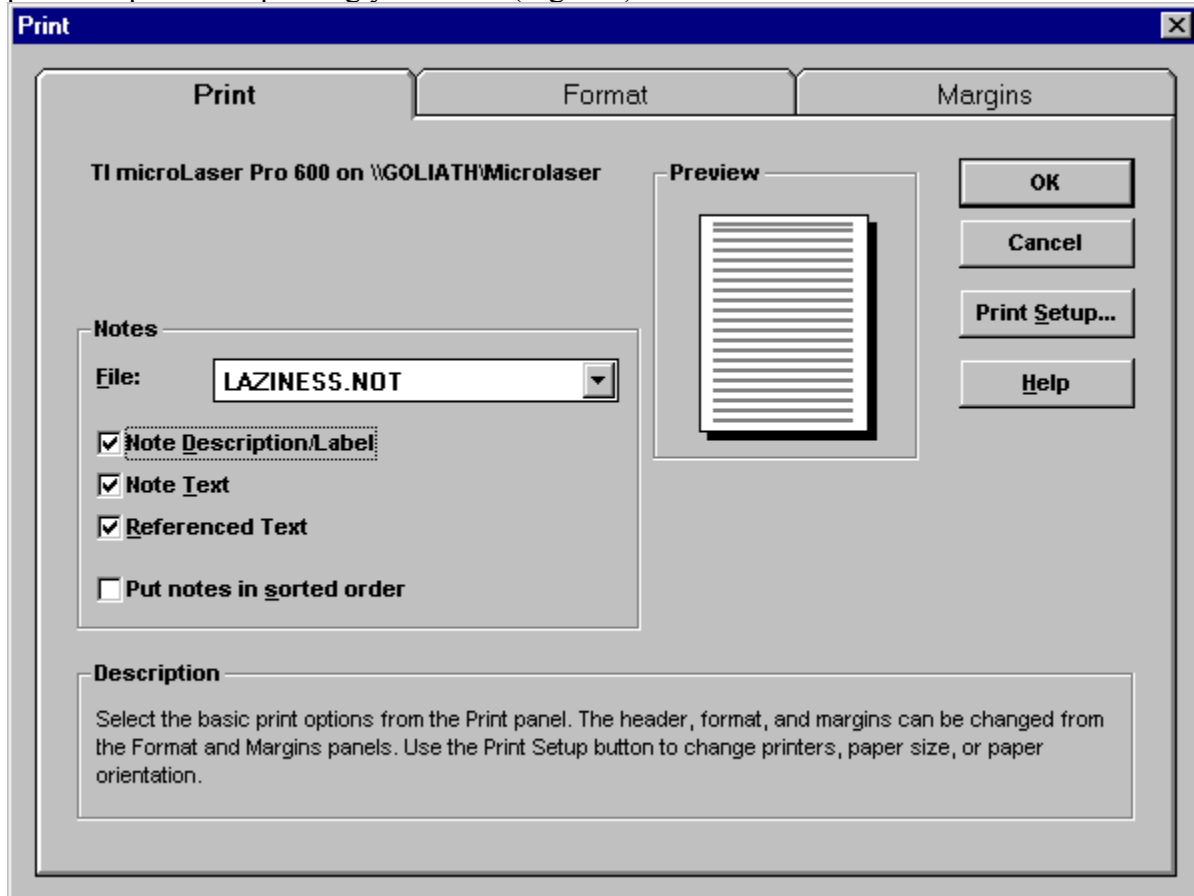 Print
Print Format Margins
TI microLaser Pro 600 on \\GOLIATH\Microlaser
Preview
OK
Cancel
Print Setup...
Help
Notes
File: LAZINESS.NOT
Note Description/Label
Note Text
Referenced Text
Put notes in sorted order
Description
Select the basic print options from the Print panel. The header, format, and margins can be changed from
the Format and Margins panels. Use the Print Setup button to change printers, paper size, or paper
orientation.